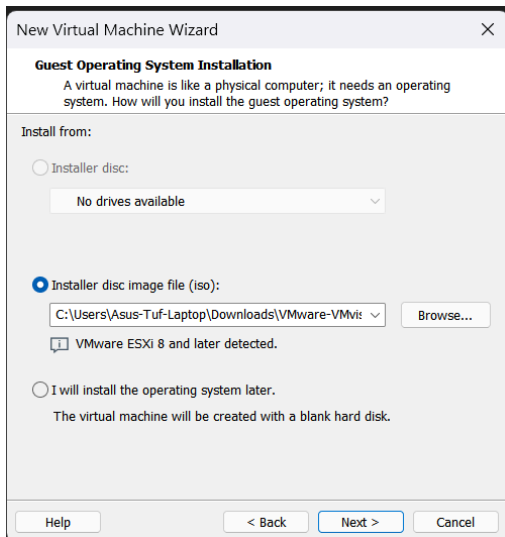 New Virtual Machine Wizard
Guest Operating System Installation
A virtual machine is like a physical computer; it needs an operating
system. How will you install the guest operating system?
Install from:
Installer disc:
No drives available
Installer disc image file (iso):
C:\Users\Asus-Tuf-Laptop\Downloads\VMware-VMvis
Browse...
VMware ESXi 8 and later detected.
I will install the operating system later.
The virtual machine will be created with a blank hard disk.
Help
< Back
Next >
Cancel